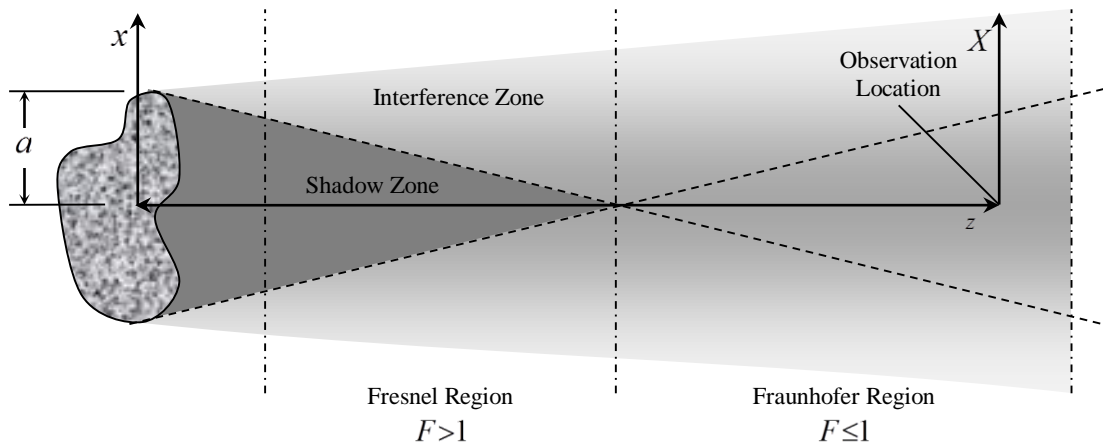 x
X
Observation
Location
Interference Zone
a
Shadow Zone
z
Fresnel Region
F>1
Fraunhofer Region
F≤1